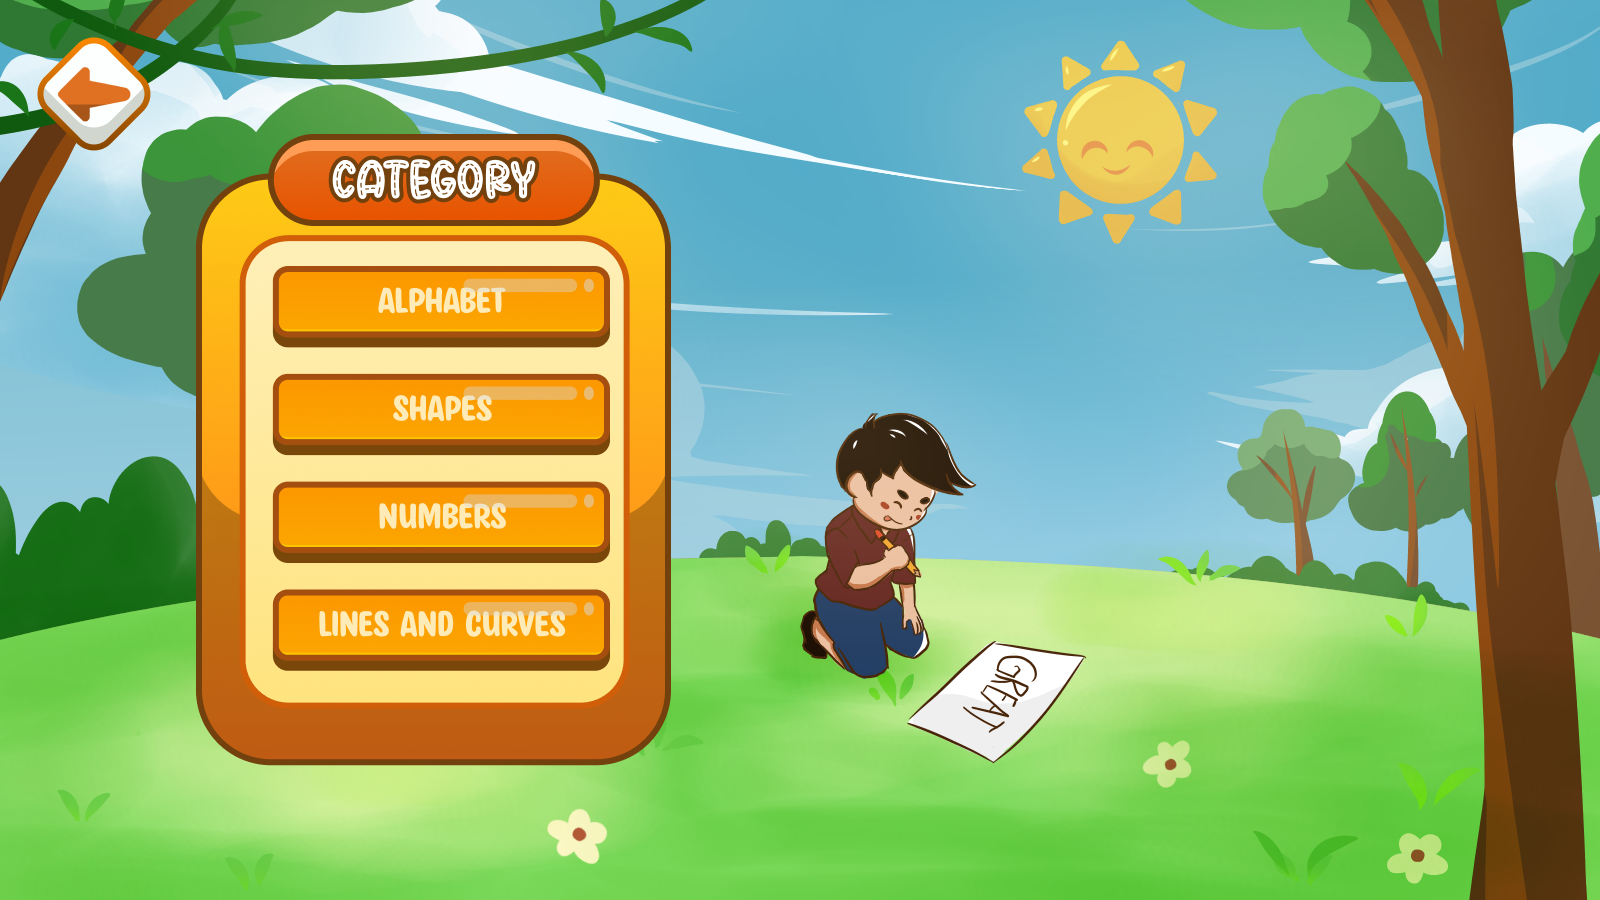 CATEGORY
ALPHABET
SHAPES
NUMBERS
LINES AND CURVES
GREAT